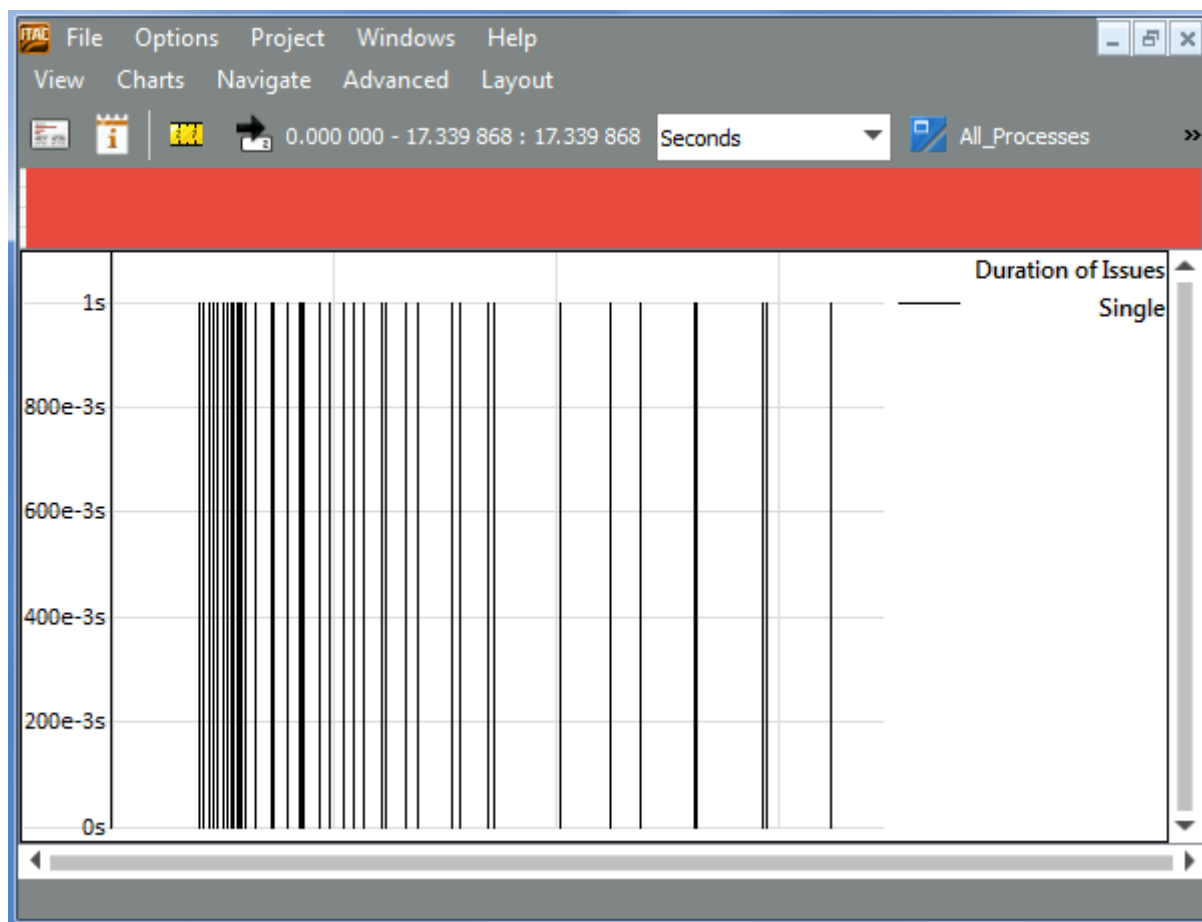 ITAC File Options Project Windows Help
View Charts Navigate Advanced Layout
0.000 000 - 17.339 868 : 17.339 868 Seconds All_Processes »
Duration of Issues
1s Single
800e-3s
600e-3s
400e-3s
200e-3s
0s